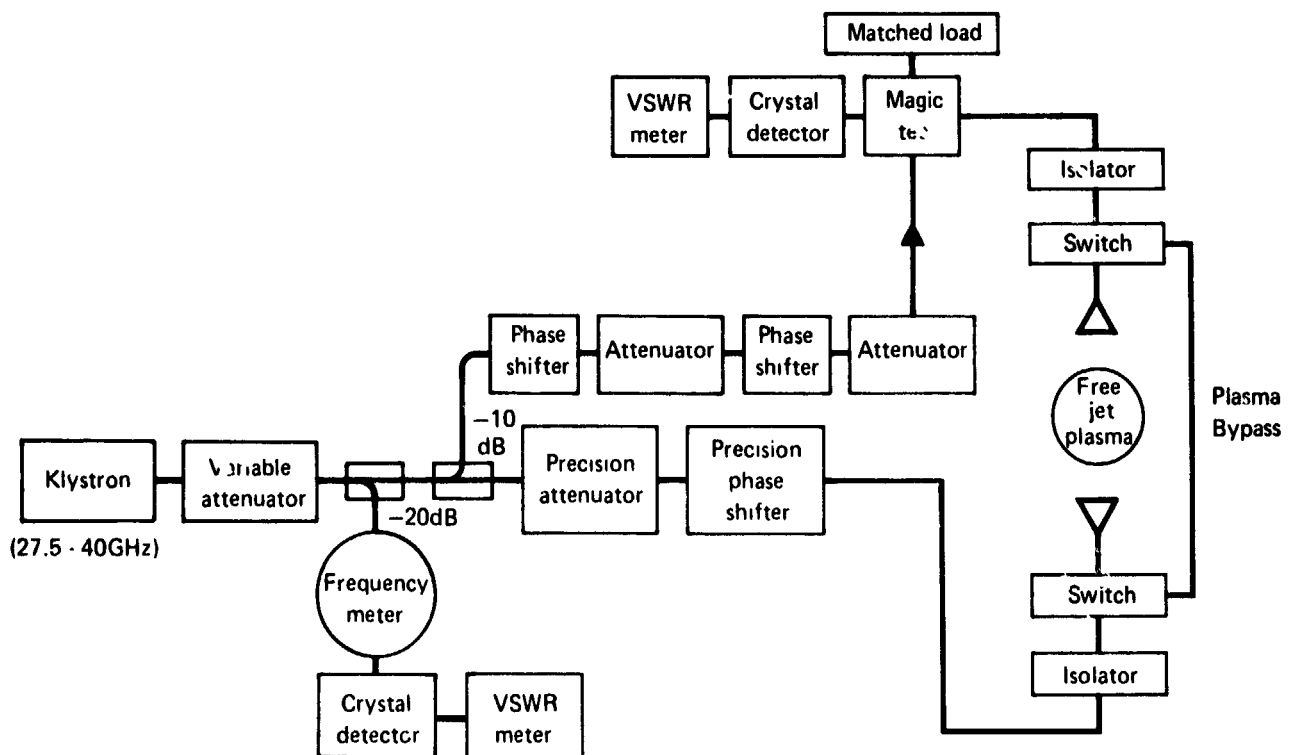 Matched load
VSWR
meter
Crystal
detector
Magic
Isolator
Switch
Phase
shifter
Attenuator
Phase
shifter
Attenuator
Free
jet
plasma
Plasma
Bypass
−10
dB
Klystron
(27.5 - 40GHz)
Variable
attenuator
−20dB
Precision
attenuator
Precision
phase
shifter
Frequency
meter
Switch
Isolator
Crystal
detector
VSWR
meter